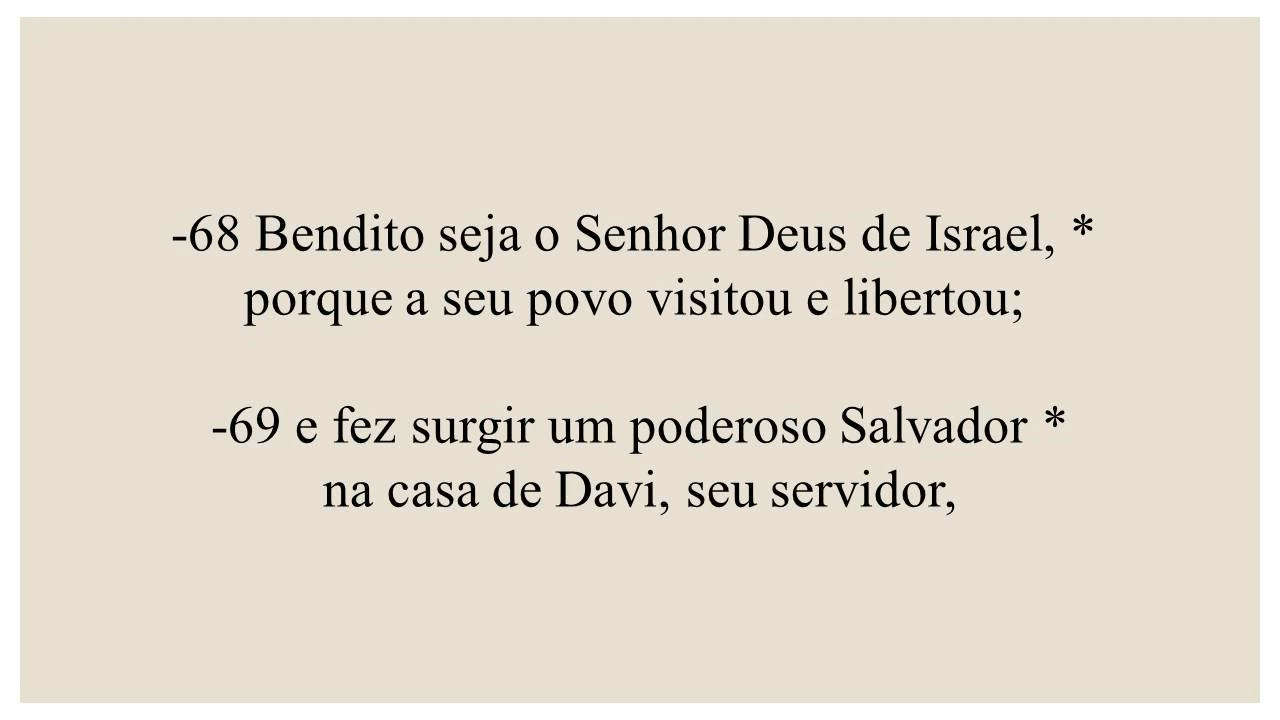 -68 Bendito seja o Senhor Deus de Israel, *
porque a seu povo visitou e libertou;
-69 e fez surgir um poderoso Salvador *
na casa de Davi, seu servidor,